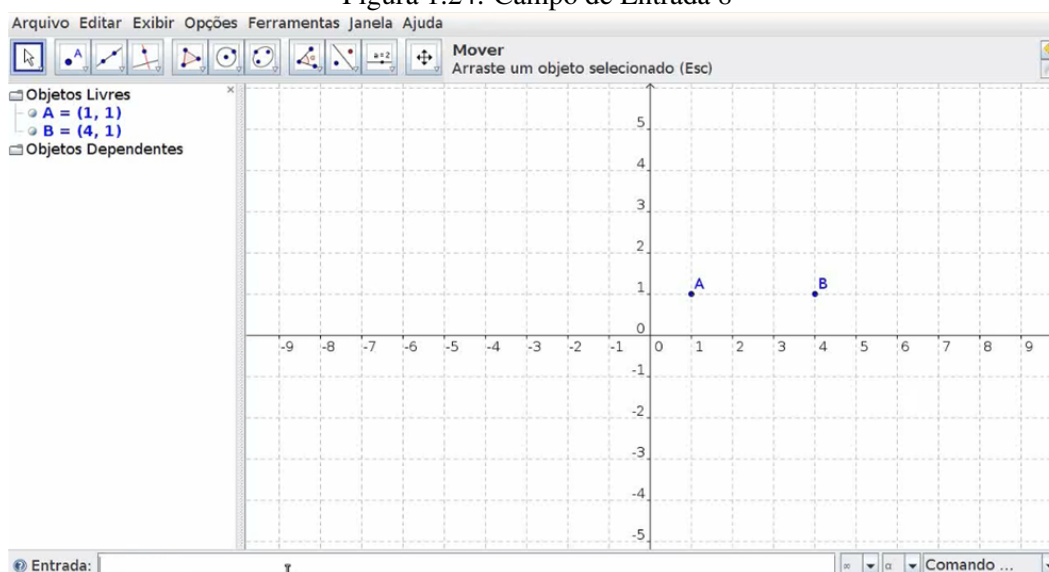 Figura 1.24: Campo de Entrada 8
Arquivo Editar Exibir Opções Ferramentas Janela Ajuda
A
a=2
Mover
Arraste um objeto selecionado (Esc)
Objetos Livres
A = (1, 1)
B = (4, 1)
Objetos Dependentes
5
4
3
2
1
A
B
0
-9 -8 -7 -6 -5 -4 -3 -2 -1 0 1 2 3 4 5 6 7 8 9
-1
-2
-3
-4
-5
Entrada:
∞ α Comando ...